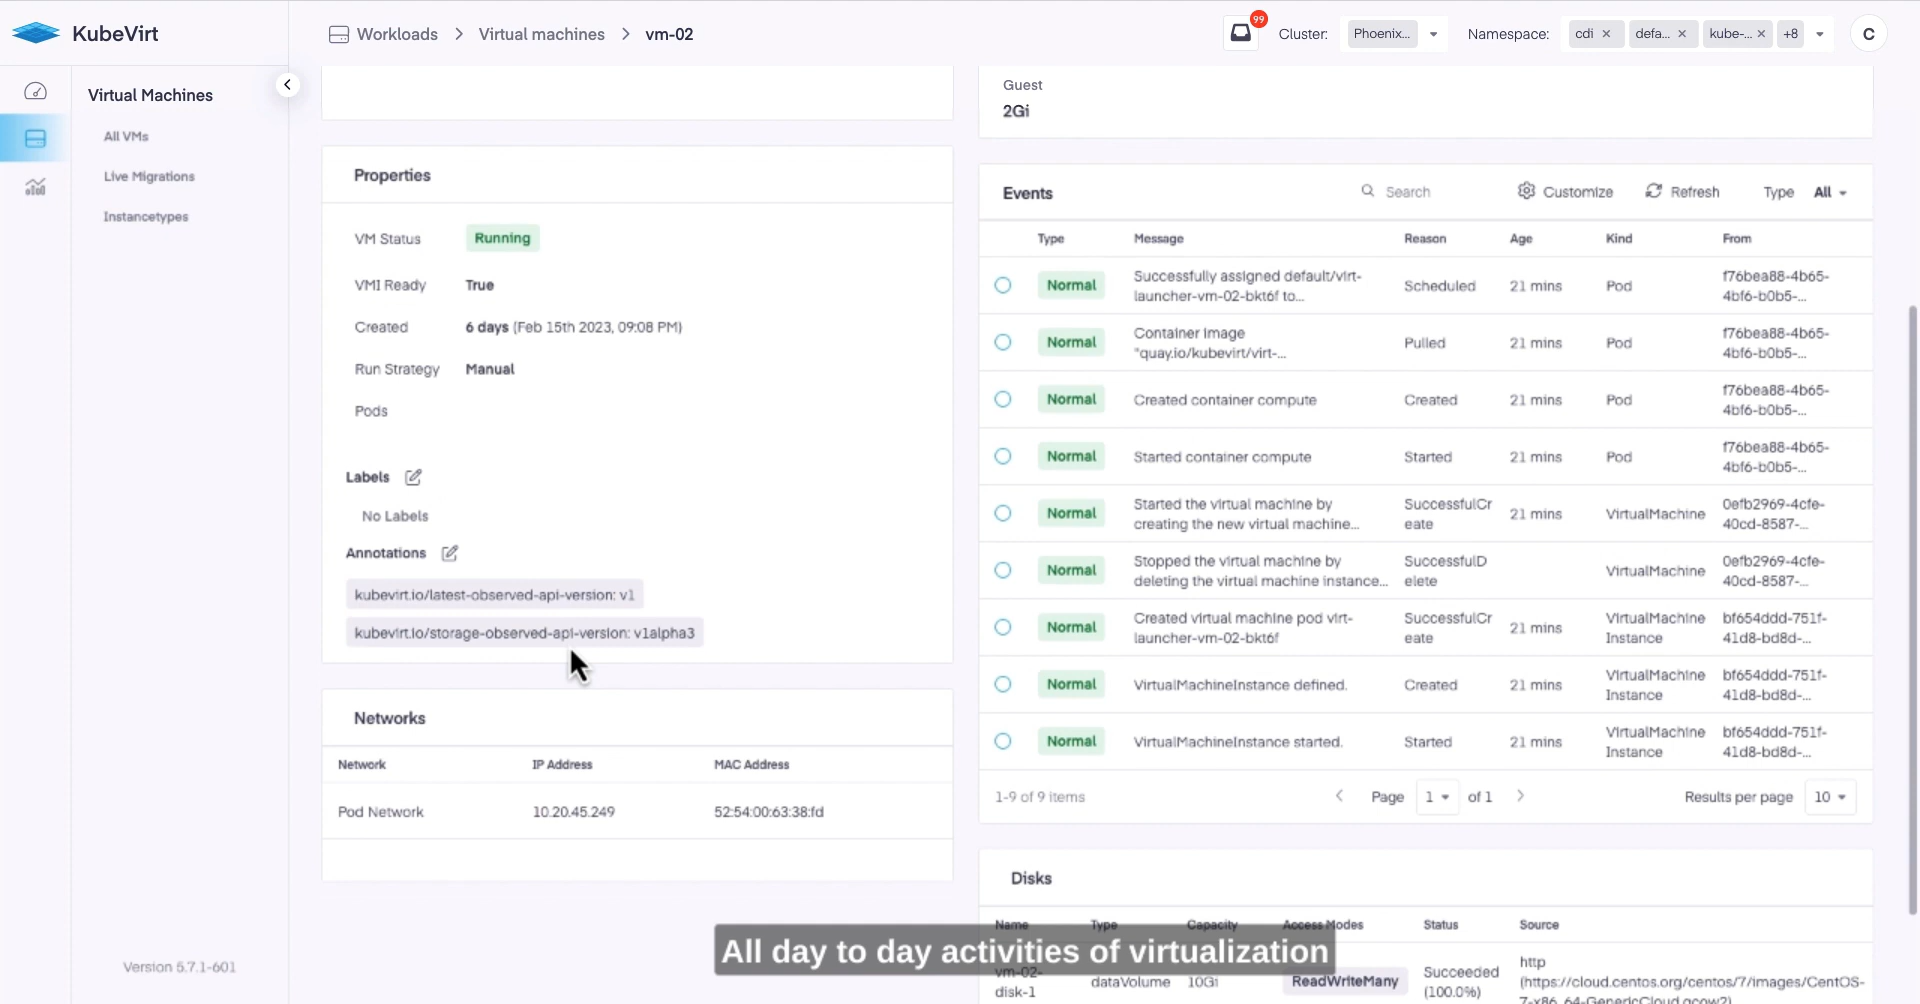 KubeVirt
Workloads > Virtual machines > vm-02
99
Cluster:
Phoenix...
Namespace:
cdi ×
defa... ×
kube-... ×
+8
C
Virtual Machines
All VMs
Live Migrations
Instancetypes
Version 5.7.1-601
Guest
2Gi
Properties
VM Status Running
VMI Ready True
Created 6 days (Feb 15th 2023, 09:08 PM)
Run Strategy Manual
Pods
Labels
No Labels
Annotations
kubevirt.io/latest-observed-api-version: v1
kubevirt.io/storage-observed-api-version: v1alpha3
Networks
Network IP Address MAC Address
Pod Network 10.20.45.249 52:54:00:63:38:fd
Events
Search
Customize
Refresh
Type All
Type Message Reason Age Kind From
Normal Successfully assigned default/virt- Scheduled 21 mins Pod f76bea88-4b65-
launcher-vm-02-bkt6f to... 4bf6-b0b5-...
Normal Container image Pulled 21 mins Pod f76bea88-4b65-
"quay.io/kubevirt/virt-... 4bf6-b0b5-...
Normal Created container compute Created 21 mins Pod f76bea88-4b65-
4bf6-b0b5-...
Normal Started container compute Started 21 mins Pod f76bea88-4b65-
4bf6-b0b5-...
Normal Started the virtual machine by SuccessfulCr 21 mins VirtualMachine 0efb2969-4cfe-
creating the new virtual machine... eate 40cd-8587-...
Normal Stopped the virtual machine by SuccessfulD VirtualMachine 0efb2969-4cfe-
deleting the virtual machine instance... elete 40cd-8587-...
Normal Created virtual machine pod virt- SuccessfulCr 21 mins VirtualMachine bf654ddd-751f-
launcher-vm-02-bkt6f eate Instance 41d8-bd8d-...
Normal VirtualMachineInstance defined. Created 21 mins VirtualMachine bf654ddd-751f-
Instance 41d8-bd8d-...
Normal VirtualMachineInstance started. Started 21 mins VirtualMachine bf654ddd-751f-
Instance 41d8-bd8d-...
1-9 of 9 items
Page 1 of 1
Results per page 10
Disks
Name Type Capacity Access Modes Status Source
All day to day activities of virtualization
vm-02- dataVolume 10Gi ReadWriteMany Succeeded http
disk-1 (100.0%) (https://cloud.centos.org/centos/7/images/CentOS-
7-x86_64-GenericCloud.qcow2)